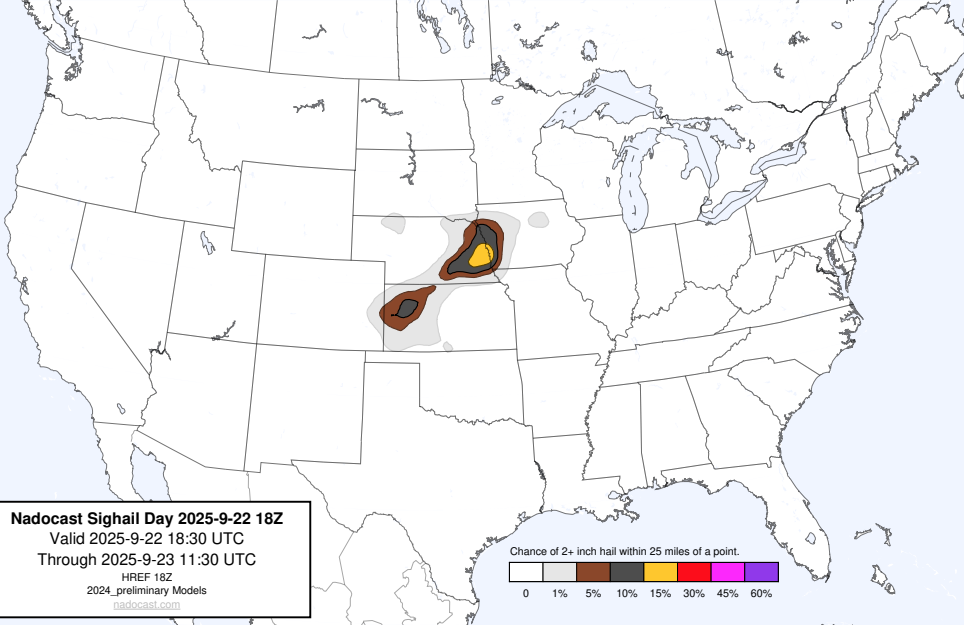 Nadocast Sighail Day 2025-9-22 18Z
Valid 2025-9-22 18:30 UTC
Through 2025-9-23 11:30 UTC
HREF 18Z
2024_preliminary Models
nadocast.com
Chance of 2+ inch hail within 25 miles of a point.
0 1% 5% 10% 15% 30% 45% 60%